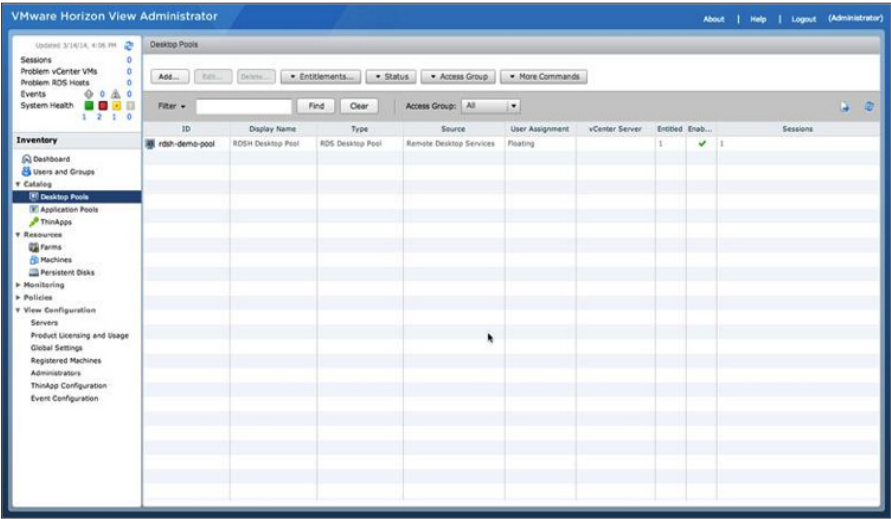 VMware Horizon View Administrator
About | Help | Logout (Administrator)
Updated 3/14/14, 4:06 PM
Sessions 0
Problem vCenter VMs 0
Problem RDS Hosts 0
Events 0 0
System Health
1 2 1 0
Inventory
Dashboard
Users and Groups
Catalog
Desktop Pools
Application Pools
ThinApps
Resources
Farms
Machines
Persistent Disks
Monitoring
Policies
View Configuration
Servers
Product Licensing and Usage
Global Settings
Registered Machines
Administrators
ThinApp Configuration
Event Configuration
Desktop Pools
Add... Edit... Delete... Entitlements... Status Access Group More Commands
Filter Find Clear Access Group: All
ID Display Name Type Source User Assignment vCenter Server Entitled Enab... Sessions
rdsh-demo-pool RDSH Desktop Pool RDS Desktop Pool Remote Desktop Services Floating 1 1